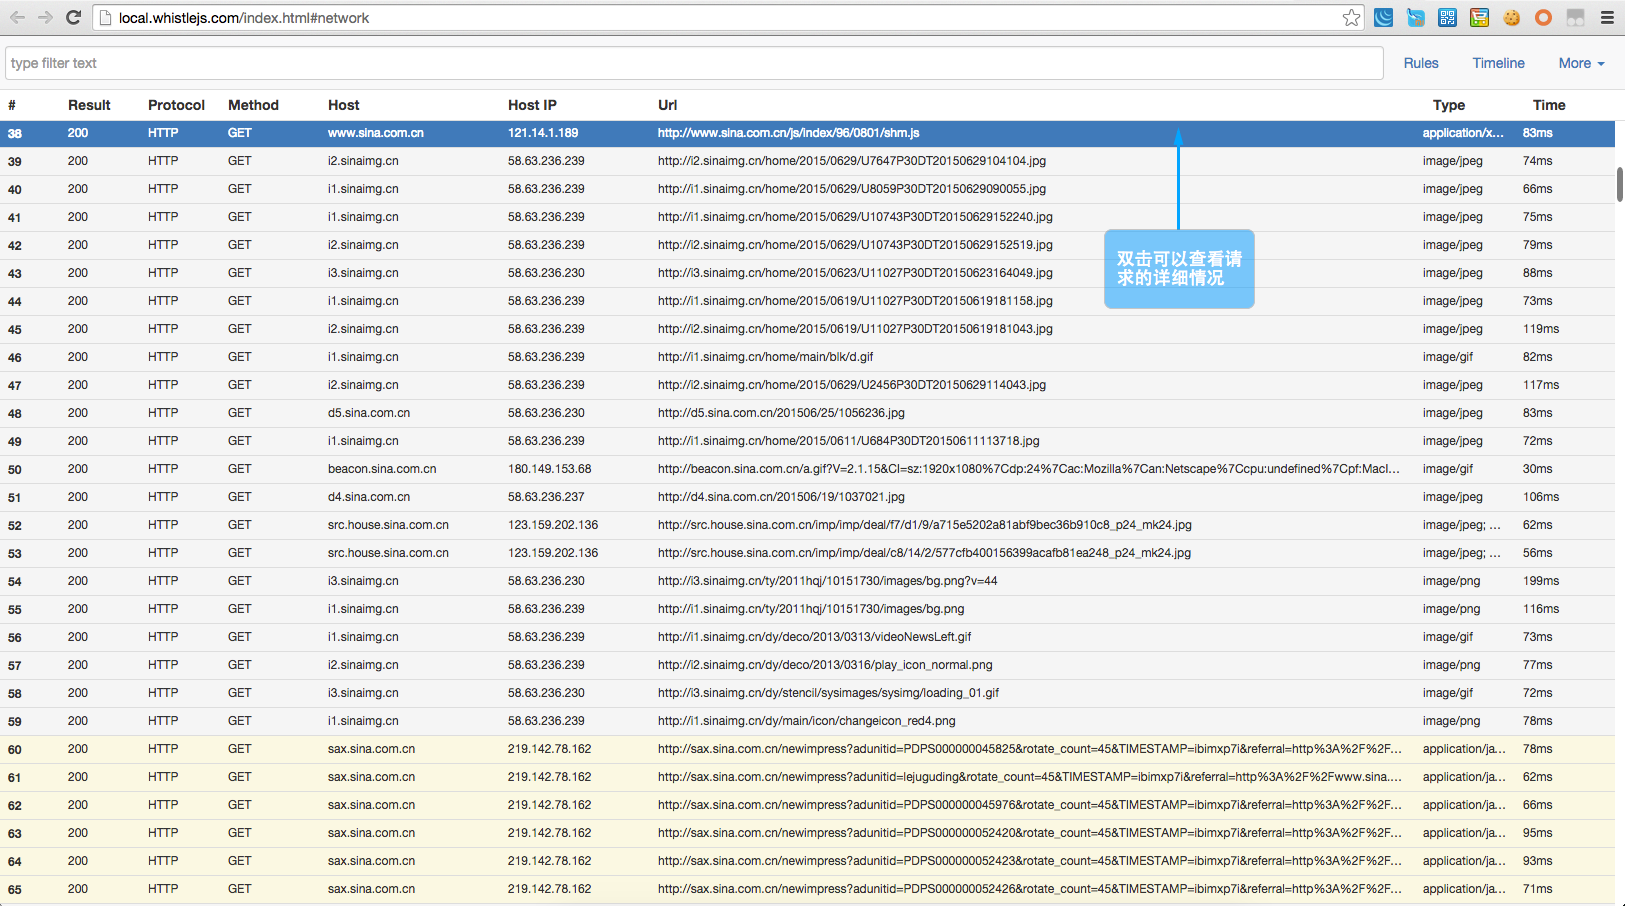 local.whistlejs.com/index.html#network
type filter text
Rules Timeline More
# Result Protocol Method Host Host IP Url Type Time
38 200 HTTP GET www.sina.com.cn 121.14.1.189 http://www.sina.com.cn/js/index/96/0801/shm.js application/x... 83ms
39 200 HTTP GET i2.sinaimg.cn 58.63.236.239 http://i2.sinaimg.cn/home/2015/0629/U7647P30DT20150629104104.jpg image/jpeg 74ms
40 200 HTTP GET i1.sinaimg.cn 58.63.236.239 http://i1.sinaimg.cn/home/2015/0629/U8059P30DT20150629090055.jpg image/jpeg 66ms
41 200 HTTP GET i1.sinaimg.cn 58.63.236.239 http://i1.sinaimg.cn/home/2015/0629/U10743P30DT20150629152240.jpg image/jpeg 75ms
42 200 HTTP GET i2.sinaimg.cn 58.63.236.239 http://i2.sinaimg.cn/home/2015/0629/U10743P30DT20150629152519.jpg image/jpeg 79ms
双击可以查看请
求的详细情况
43 200 HTTP GET i3.sinaimg.cn 58.63.236.230 http://i3.sinaimg.cn/home/2015/0623/U11027P30DT20150623164049.jpg image/jpeg 88ms
44 200 HTTP GET i1.sinaimg.cn 58.63.236.239 http://i1.sinaimg.cn/home/2015/0619/U11027P30DT20150619181158.jpg image/jpeg 73ms
45 200 HTTP GET i2.sinaimg.cn 58.63.236.239 http://i2.sinaimg.cn/home/2015/0619/U11027P30DT20150619181043.jpg image/jpeg 119ms
46 200 HTTP GET i1.sinaimg.cn 58.63.236.239 http://i1.sinaimg.cn/home/main/blk/d.gif image/gif 82ms
47 200 HTTP GET i2.sinaimg.cn 58.63.236.239 http://i2.sinaimg.cn/home/2015/0629/U2456P30DT20150629114043.jpg image/jpeg 117ms
48 200 HTTP GET d5.sina.com.cn 58.63.236.230 http://d5.sina.com.cn/201506/25/1056236.jpg image/jpeg 83ms
49 200 HTTP GET i1.sinaimg.cn 58.63.236.239 http://i1.sinaimg.cn/home/2015/0611/U684P30DT20150611113718.jpg image/jpeg 72ms
50 200 HTTP GET beacon.sina.com.cn 180.149.153.68 http://beacon.sina.com.cn/a.gif?V=2.1.15&CI=sz:1920x1080%7Cdp:24%7Cac:Mozilla%7Can:Netscape%7Ccpu:undefined%7Cpf:MacI... image/gif 30ms
51 200 HTTP GET d4.sina.com.cn 58.63.236.237 http://d4.sina.com.cn/201506/19/1037021.jpg image/jpeg 106ms
52 200 HTTP GET src.house.sina.com.cn 123.159.202.136 http://src.house.sina.com.cn/imp/imp/deal/f7/d1/9/a715e5202a81abf9bec36b910c8_p24_mk24.jpg image/jpeg; ... 62ms
53 200 HTTP GET src.house.sina.com.cn 123.159.202.136 http://src.house.sina.com.cn/imp/imp/deal/c8/14/2/577cfb400156399acafb81ea248_p24_mk24.jpg image/jpeg; ... 56ms
54 200 HTTP GET i3.sinaimg.cn 58.63.236.230 http://i3.sinaimg.cn/ty/2011hqj/10151730/images/bg.png?v=44 image/png 199ms
55 200 HTTP GET i1.sinaimg.cn 58.63.236.239 http://i1.sinaimg.cn/ty/2011hqj/10151730/images/bg.png image/png 116ms
56 200 HTTP GET i1.sinaimg.cn 58.63.236.239 http://i1.sinaimg.cn/dy/deco/2013/0313/videoNewsLeft.gif image/gif 73ms
57 200 HTTP GET i2.sinaimg.cn 58.63.236.239 http://i2.sinaimg.cn/dy/deco/2013/0316/play_icon_normal.png image/png 77ms
58 200 HTTP GET i3.sinaimg.cn 58.63.236.230 http://i3.sinaimg.cn/dy/stencil/sysimages/sysimg/loading_01.gif image/gif 72ms
59 200 HTTP GET i1.sinaimg.cn 58.63.236.239 http://i1.sinaimg.cn/dy/main/icon/changeicon_red4.png image/png 78ms
60 200 HTTP GET sax.sina.com.cn 219.142.78.162 http://sax.sina.com.cn/newimpress?adunitid=PDPS000000045825&rotate_count=45&TIMESTAMP=ibimxp7i&referral=http%3A%2F%2F... application/ja... 78ms
61 200 HTTP GET sax.sina.com.cn 219.142.78.162 http://sax.sina.com.cn/newimpress?adunitid=lejuguding&rotate_count=45&TIMESTAMP=ibimxp7i&referral=http%3A%2F%2Fwww.sina.... application/ja... 62ms
62 200 HTTP GET sax.sina.com.cn 219.142.78.162 http://sax.sina.com.cn/newimpress?adunitid=PDPS000000045976&rotate_count=45&TIMESTAMP=ibimxp7i&referral=http%3A%2F%2F... application/ja... 66ms
63 200 HTTP GET sax.sina.com.cn 219.142.78.162 http://sax.sina.com.cn/newimpress?adunitid=PDPS000000052420&rotate_count=45&TIMESTAMP=ibimxp7i&referral=http%3A%2F%2F... application/ja... 95ms
64 200 HTTP GET sax.sina.com.cn 219.142.78.162 http://sax.sina.com.cn/newimpress?adunitid=PDPS000000052423&rotate_count=45&TIMESTAMP=ibimxp7i&referral=http%3A%2F%2F... application/ja... 93ms
65 200 HTTP GET sax.sina.com.cn 219.142.78.162 http://sax.sina.com.cn/newimpress?adunitid=PDPS000000052426&rotate_count=45&TIMESTAMP=ibimxp7i&referral=http%3A%2F%2F... application/ja... 71ms